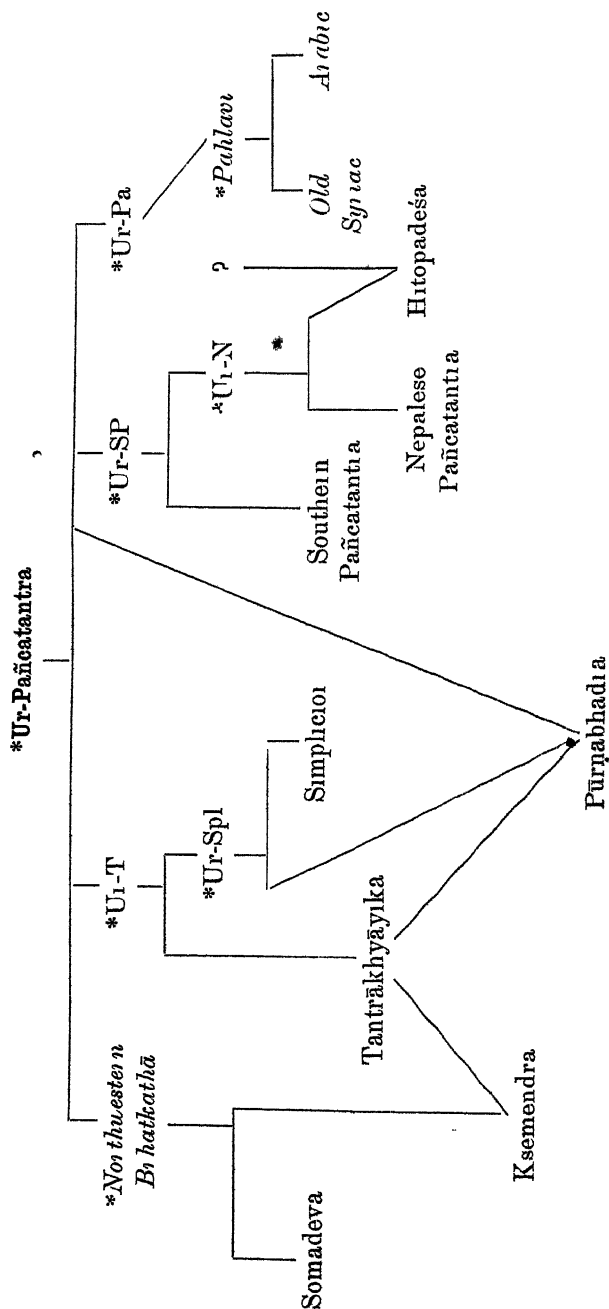 *Ur-Pañcatantra
*Northwestern
Bṛhatkathā
*Ur-T
*Ur-SP
*Ur-Pa
*Ur-Spl
*Ur-N
?
*Pahlavi
*
Somadeva
Simplicior
Southern
Pañcatantra
Old
Syriac
Arabic
Tantrākhyāyika
Nepalese
Pañcatantra
Hitopadeśa
Ksemendra
Pūrṇabhadra